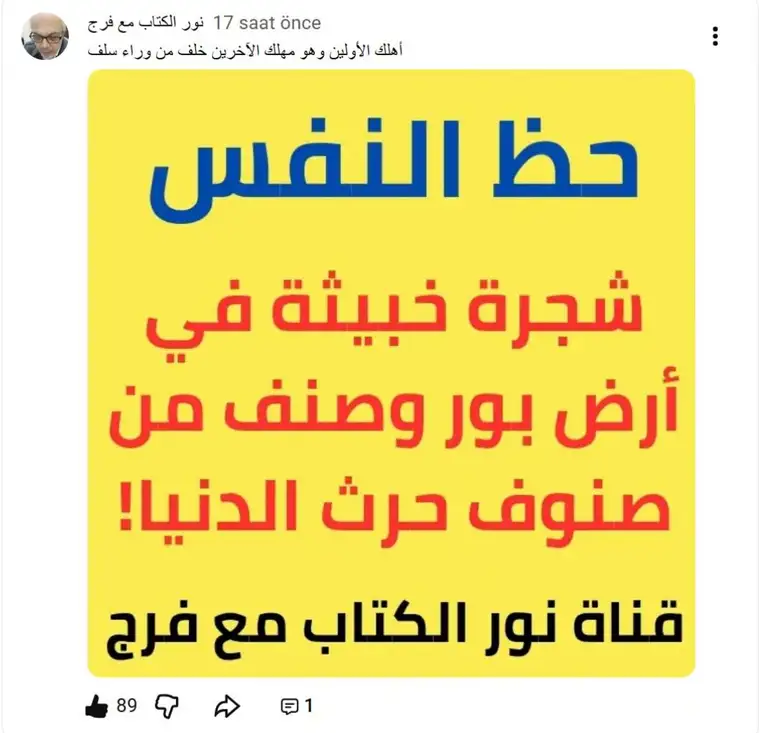 نور الكتاب مع فرج 17 saat önce
أهلك الأولين وهو مهلك الآخرين خلف من وراء سلف
حظ النفس
شجرة خبيثة في
أرض بور وصنف من
صنوف حرث الدنيا!
قناة نور الكتاب مع فرج
89 1